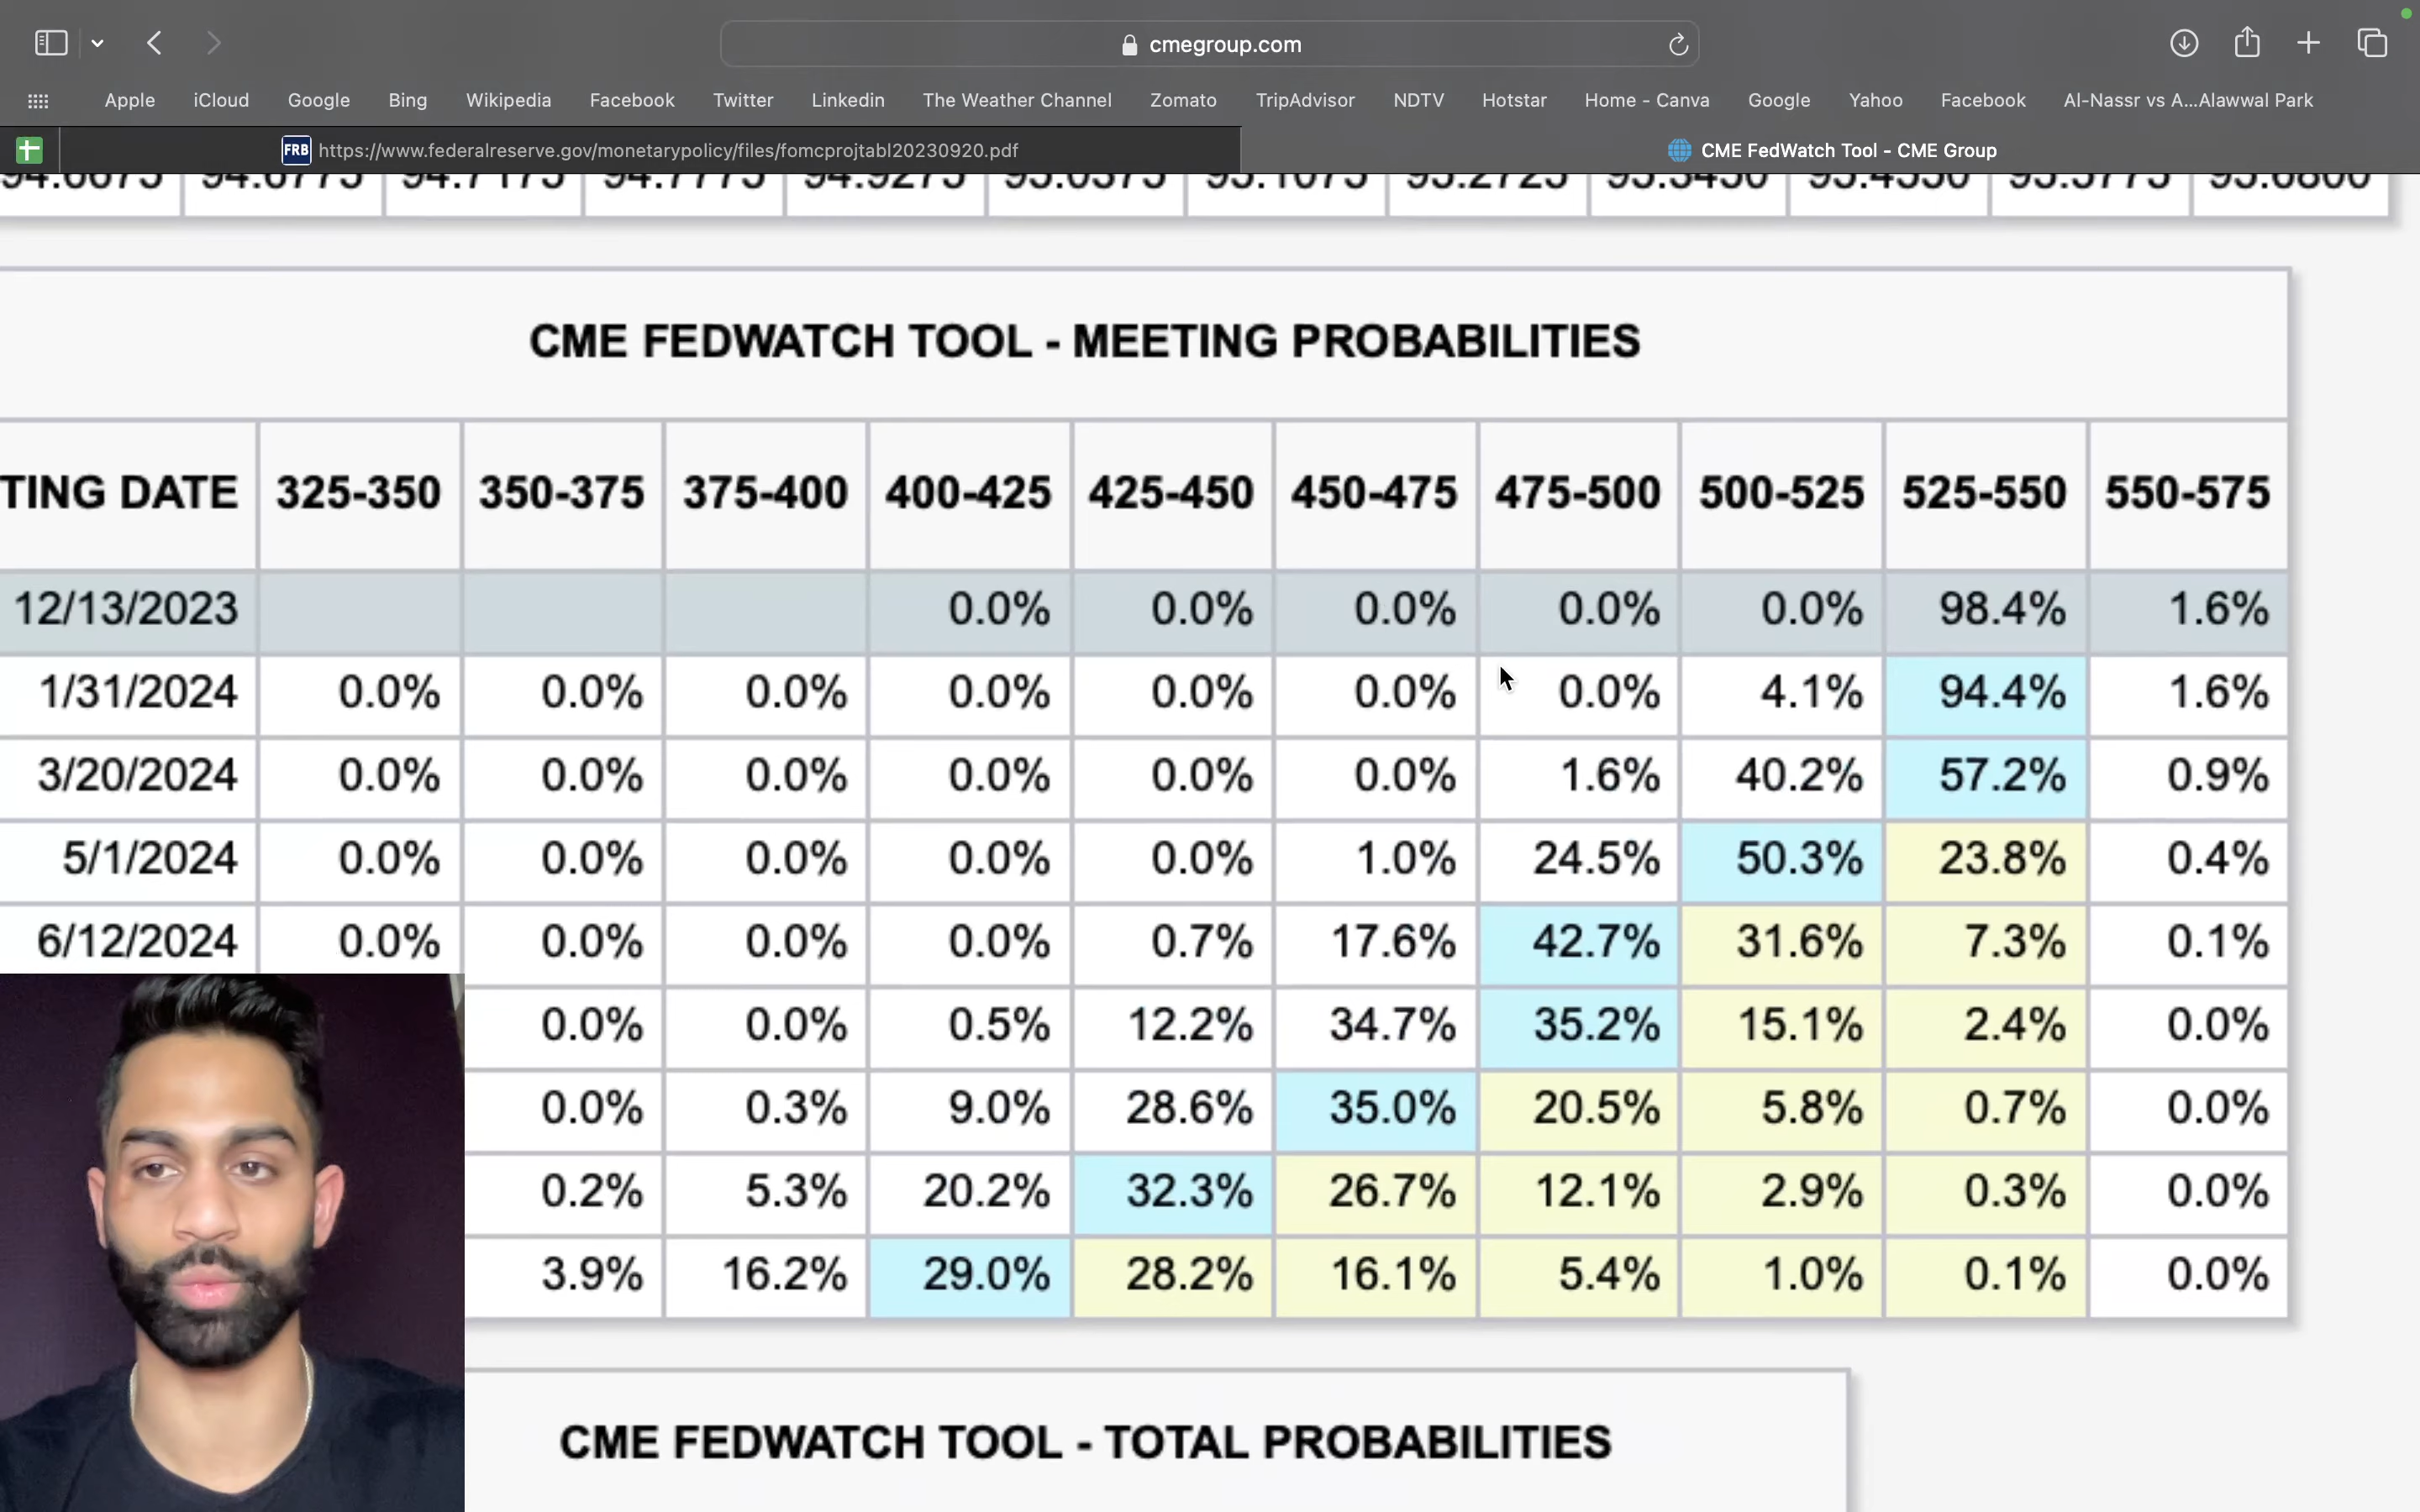 cmegroup.com
Apple iCloud Google Bing Wikipedia Facebook Twitter Linkedin The Weather Channel Zomato TripAdvisor NDTV Hotstar Home - Canva Google Yahoo Facebook Al-Nassr vs A...Alawwal Park
FRB https://www.federalreserve.gov/monetarypolicy/files/fomcprojtabl20230920.pdf CME FedWatch Tool - CME Group
CME FEDWATCH TOOL - MEETING PROBABILITIES
TING DATE 325-350 350-375 375-400 400-425 425-450 450-475 475-500 500-525 525-550 550-575
12/13/2023 0.0% 0.0% 0.0% 0.0% 0.0% 98.4% 1.6%
1/31/2024 0.0% 0.0% 0.0% 0.0% 0.0% 0.0% 0.0% 4.1% 94.4% 1.6%
3/20/2024 0.0% 0.0% 0.0% 0.0% 0.0% 0.0% 1.6% 40.2% 57.2% 0.9%
5/1/2024 0.0% 0.0% 0.0% 0.0% 0.0% 1.0% 24.5% 50.3% 23.8% 0.4%
6/12/2024 0.0% 0.0% 0.0% 0.0% 0.7% 17.6% 42.7% 31.6% 7.3% 0.1%
0.0% 0.0% 0.5% 12.2% 34.7% 35.2% 15.1% 2.4% 0.0%
0.0% 0.3% 9.0% 28.6% 35.0% 20.5% 5.8% 0.7% 0.0%
0.2% 5.3% 20.2% 32.3% 26.7% 12.1% 2.9% 0.3% 0.0%
3.9% 16.2% 29.0% 28.2% 16.1% 5.4% 1.0% 0.1% 0.0%
CME FEDWATCH TOOL - TOTAL PROBABILITIES